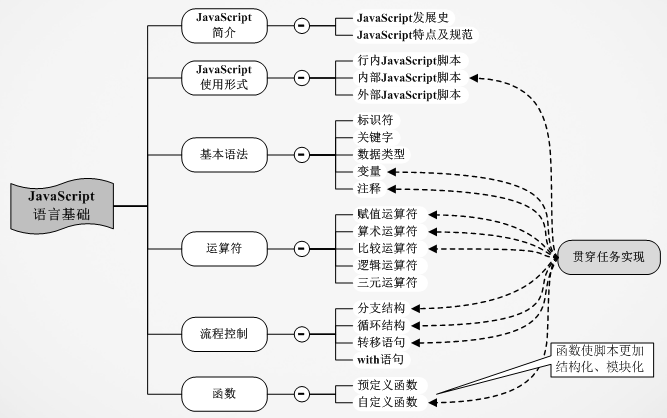 JavaScript
语言基础
JavaScript
简介
JavaScript发展史
JavaScript特点及规范
JavaScript
使用形式
行内JavaScript脚本
内部JavaScript脚本
外部JavaScript脚本
基本语法
标识符
关键字
数据类型
变量
注释
运算符
赋值运算符
算术运算符
比较运算符
逻辑运算符
三元运算符
流程控制
分支结构
循环结构
转移语句
with语句
函数
预定义函数
自定义函数
贯穿任务实现
函数使脚本更加
结构化、模块化